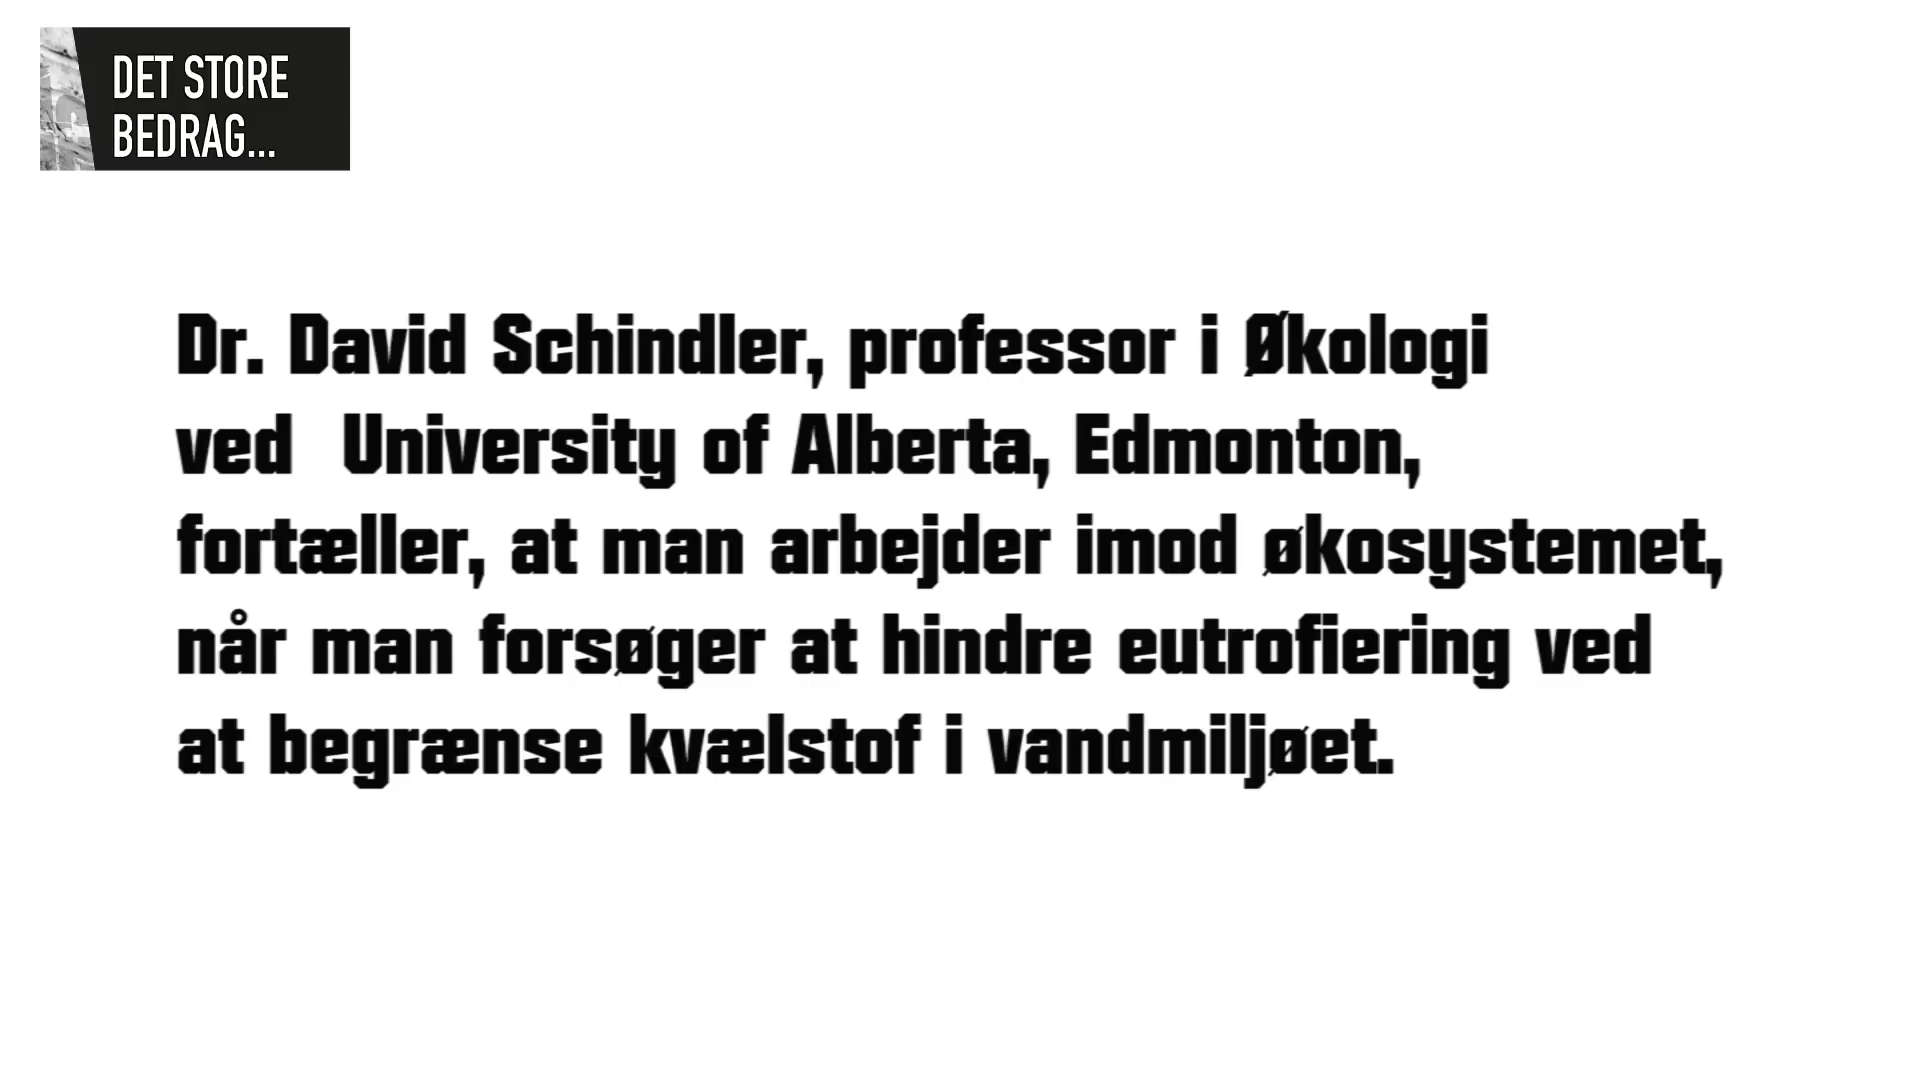 DET STORE
BEDRAG...
Dr. David Schindler, professor i Økologi
ved  University of Alberta, Edmonton,
fortæller, at man arbejder imod økosystemet,
når man forsøger at hindre eutrofiering ved
at begrænse kvælstof i vandmiljøet.